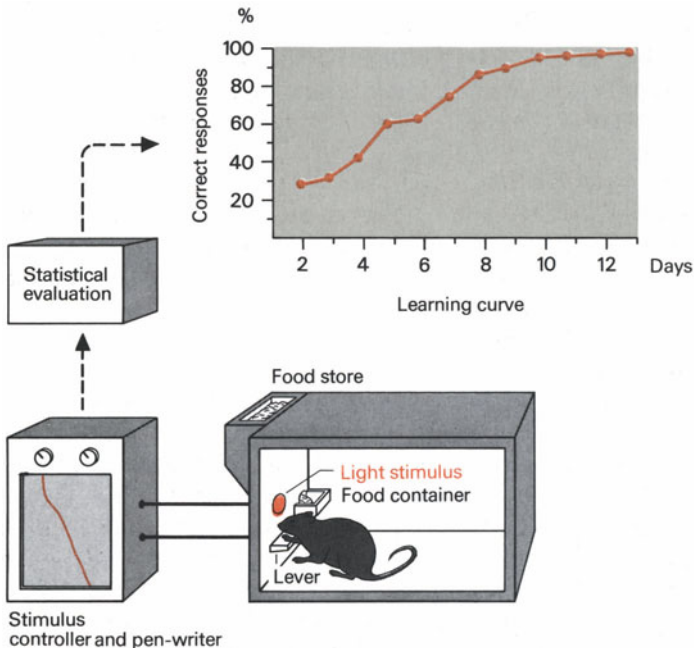 %
100
80
60
40
20
Correct responses
2 4 6 8 10 12 Days
Learning curve
Statistical
evaluation
Food store
Light stimulus
Food container
Lever
Stimulus
controller and pen-writer